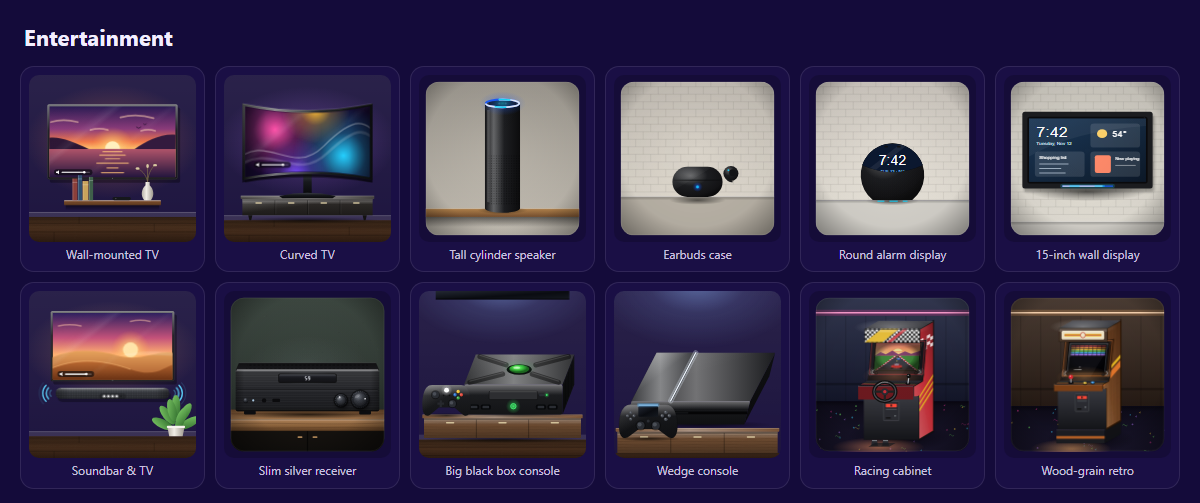 Entertainment
Wall-mounted TV
Curved TV
Tall cylinder speaker
7:42
7:42
Tuesday, Nov 12
54°
Shopping list
Now playing
Earbuds case
Round alarm display
15-inch wall display
Soundbar & TV
Slim silver receiver
Big black box console
Wedge console
Racing cabinet
Wood-grain retro